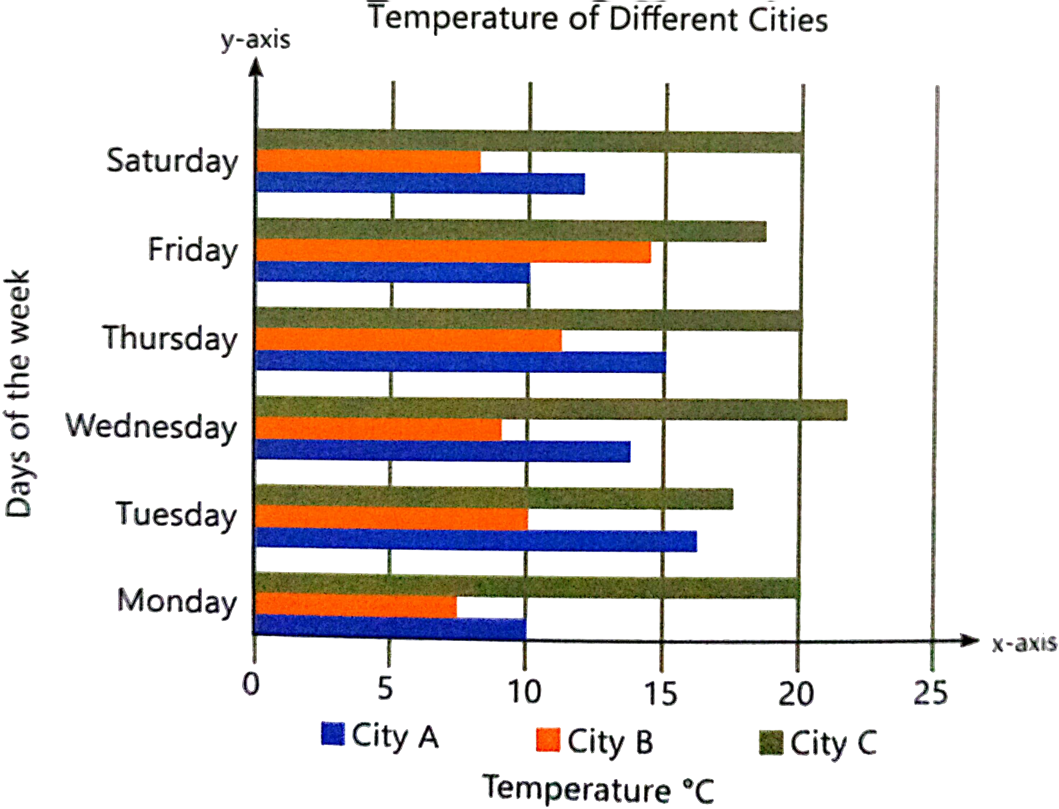 Temperature of Different Cities
y-axis
Saturday
Friday
Thursday
Wednesday
Tuesday
Monday
Days of the week
x-axis
0 5 10 15 20 25
City A City B City C
Temperature °C